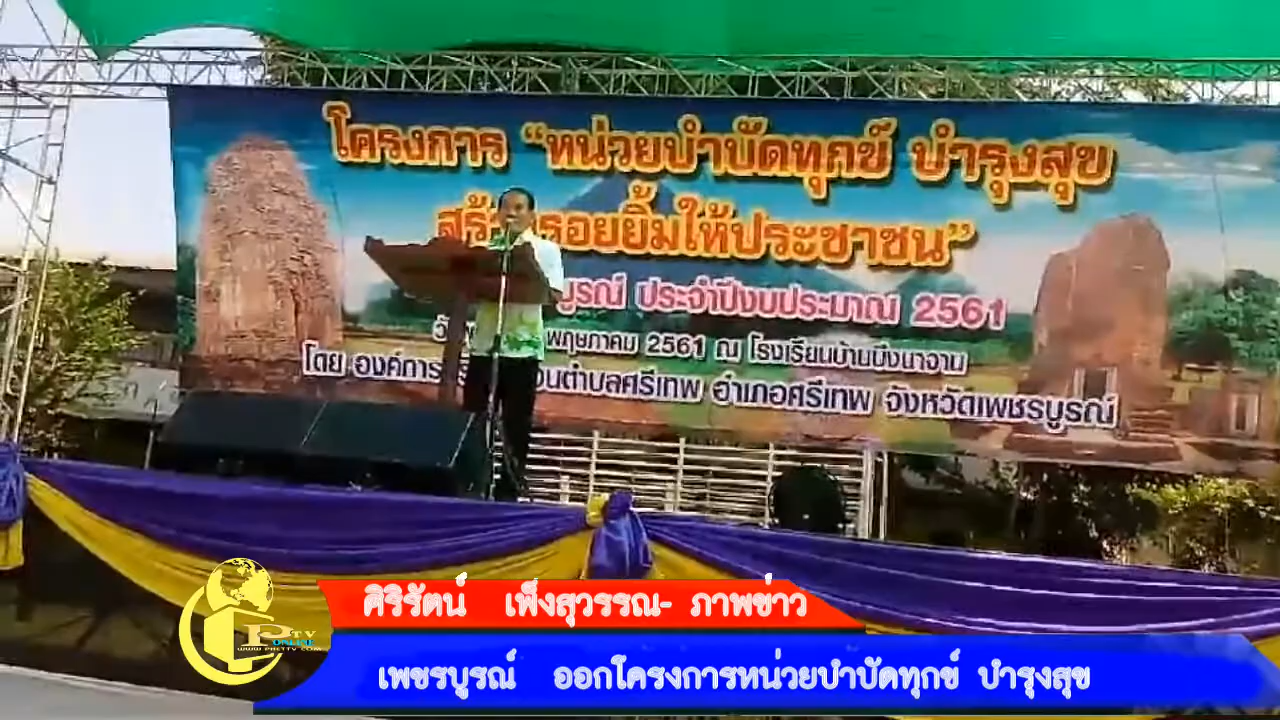 โครงการ “หน่วยบำบัดทุกข์ บำรุงสุข
รอยยิ้มให้ประชาชน”
ประจำปีงบประมาณ 2561
พฤษภาคม 2561 ณ โรงเรียนบ้านบึงนาจาน
โดย องค์การ ตำบลศรีเทพ อำเภอศรีเทพ จังหวัดเพชรบูรณ์
ศิริรัตน์ เพ็งสุวรรณ- ภาพข่าว
PTV
ONLINE
เพชรบูรณ์ ออกโครงการหน่วยบำบัดทุกข์ บำรุงสุข